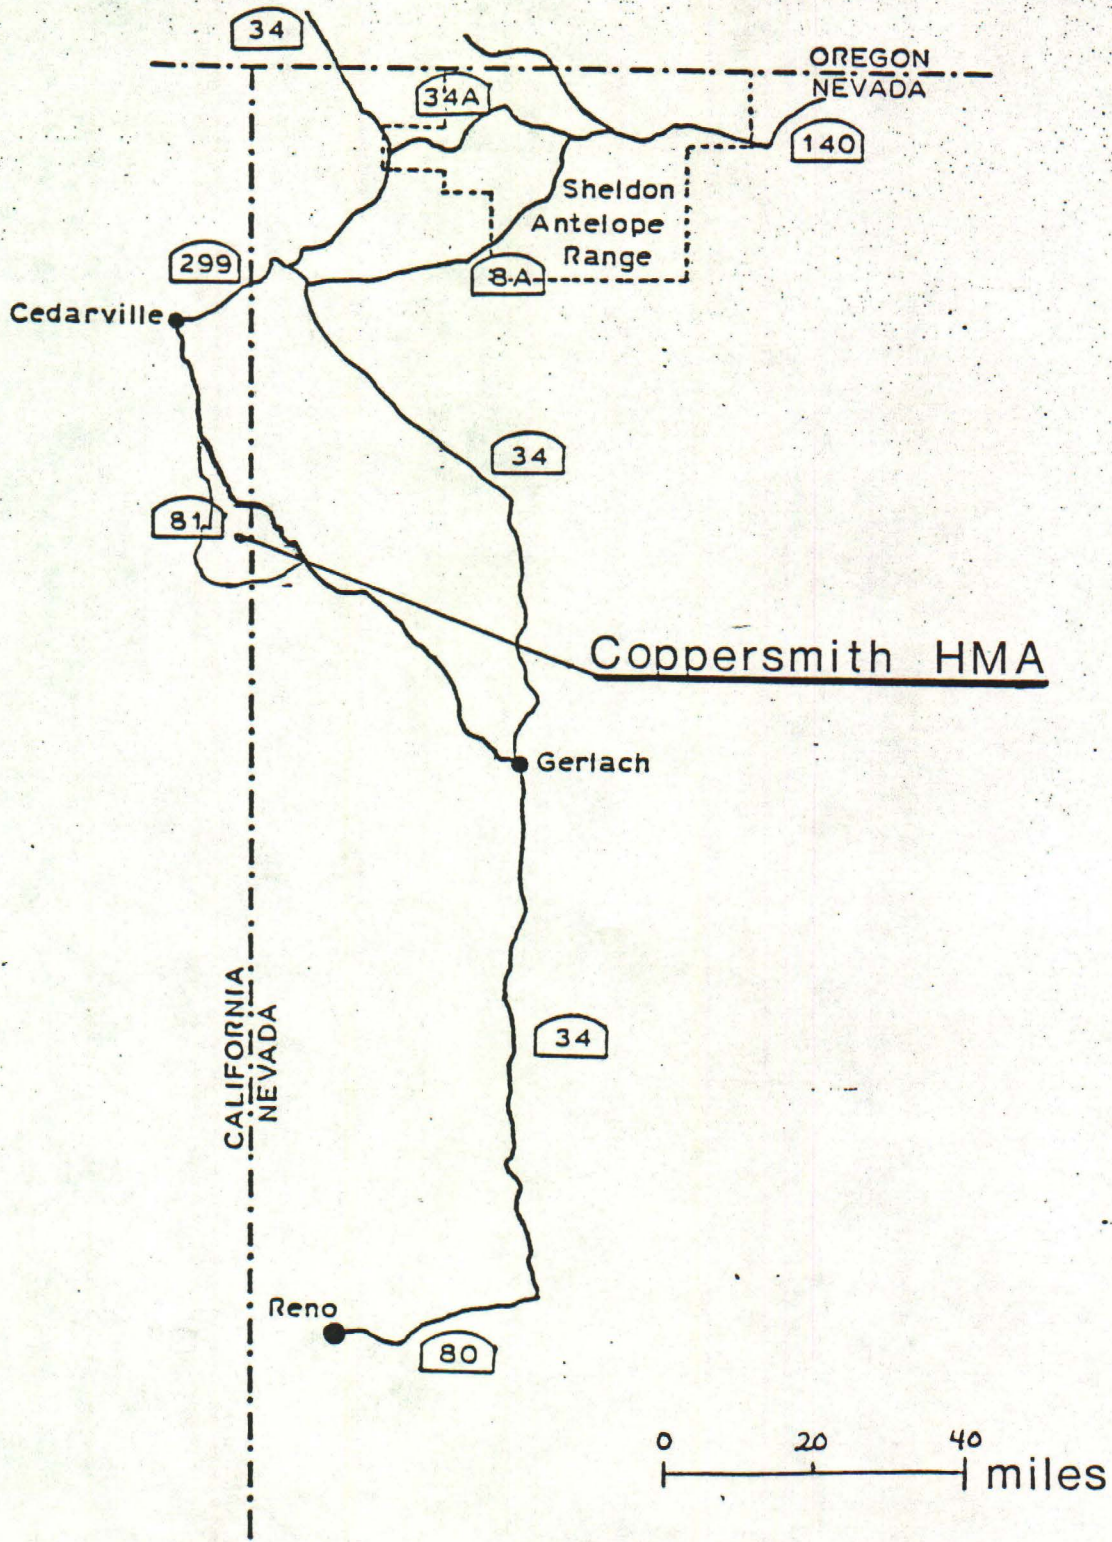 34
OREGON
NEVADA
34A
140
Sheldon
Antelope
Range
299
8-A
Cedarville
34
81
Coppersmith HMA
Gerlach
CALIFORNIA
NEVADA
34
Reno
80
0 20 40
miles